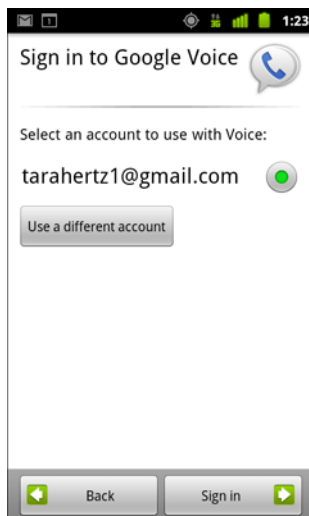 1:23
Sign in to Google Voice
Select an account to use with Voice:
tarahertz1@gmail.com
Use a different account
Back
Sign in